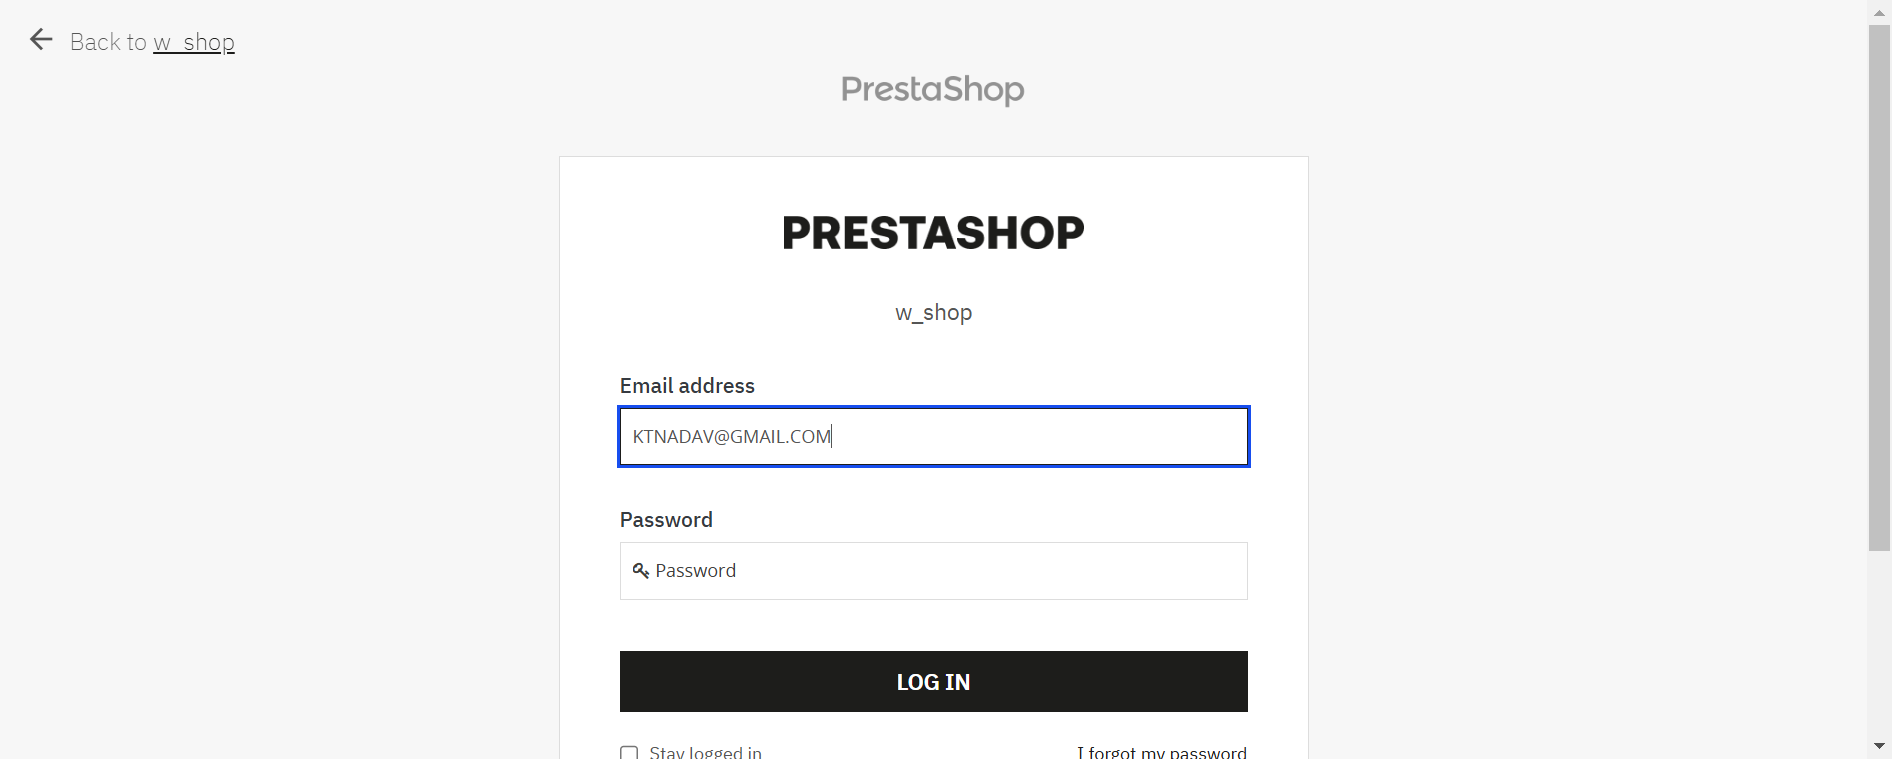 Back to w_shop
PrestaShop
PRESTASHOP
w_shop
Email address
KTNADAV@GMAIL.COM
Password
Password
LOG IN
Stay logged in
I forgot my password